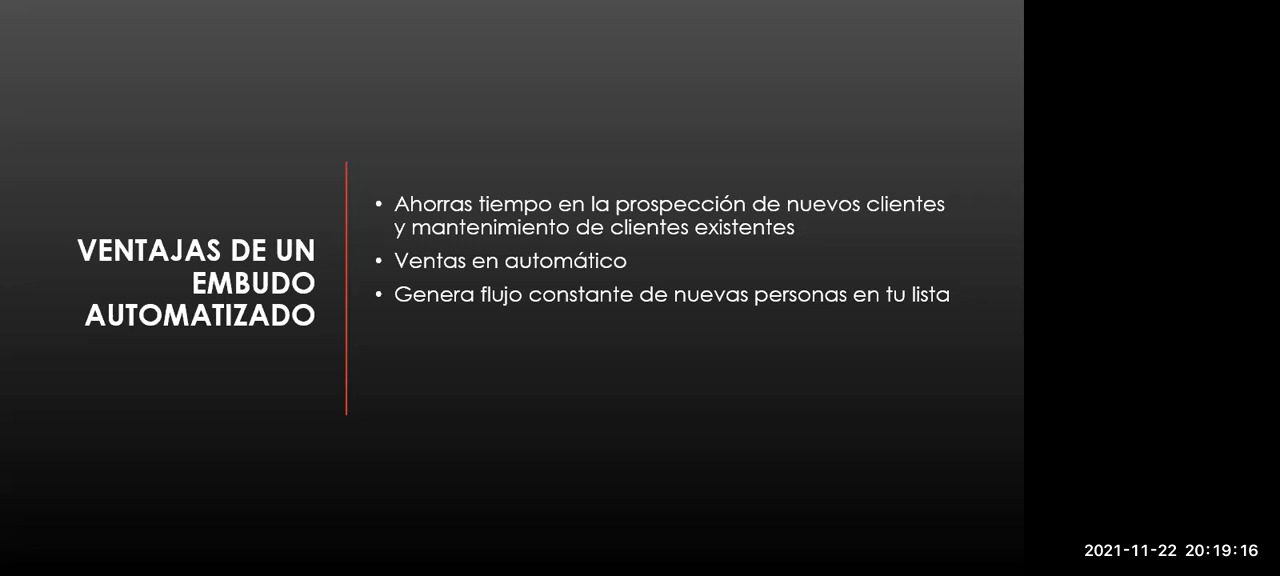 VENTAJAS DE UN
EMBUDO
AUTOMATIZADO
• Ahorras tiempo en la prospección de nuevos clientes
y mantenimiento de clientes existentes
• Ventas en automático
• Genera flujo constante de nuevas personas en tu lista
2021-11-22 20:19:16